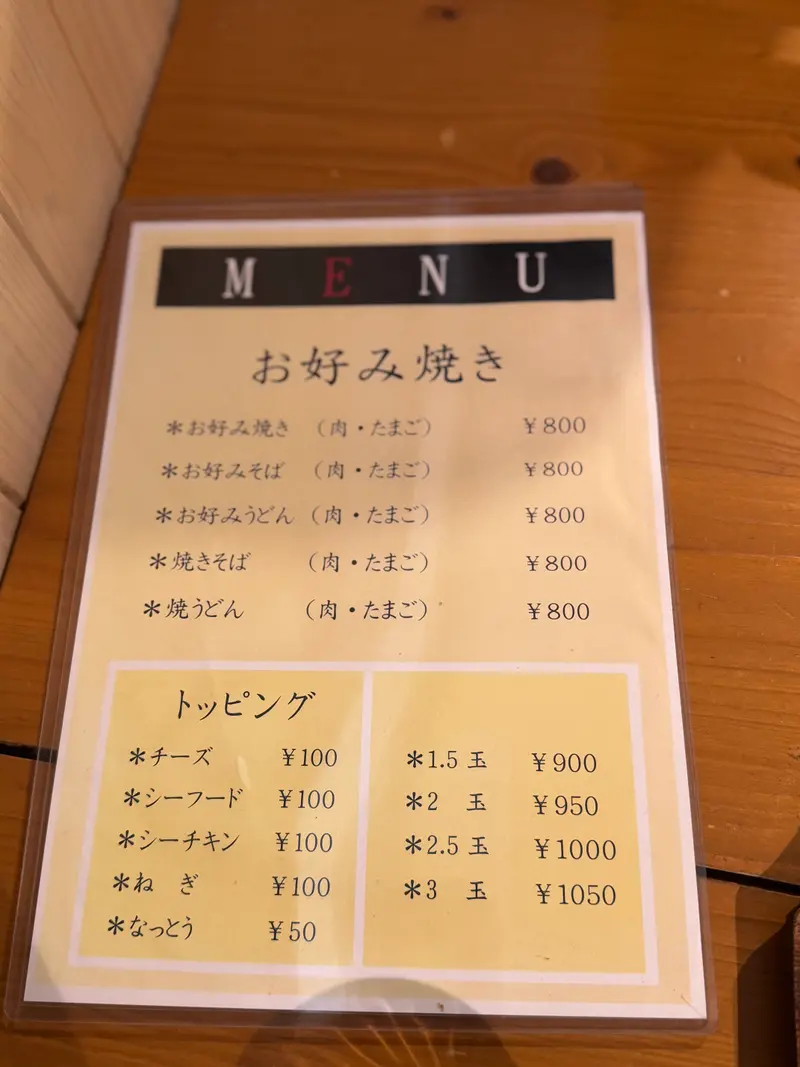 MENU
お好み焼き
＊お好み焼き （肉・たまご） ￥800
＊お好みそば （肉・たまご） ￥800
＊お好みうどん （肉・たまご） ￥800
＊焼きそば （肉・たまご） ￥800
＊焼うどん （肉・たまご） ￥800
トッピング
＊チーズ ￥100
＊シーフード ￥100
＊シーチキン ￥100
＊ねぎ ￥100
＊なっとう ￥50
＊1.5 玉 ￥900
＊2 玉 ￥950
＊2.5 玉 ￥1000
＊3 玉 ￥1050